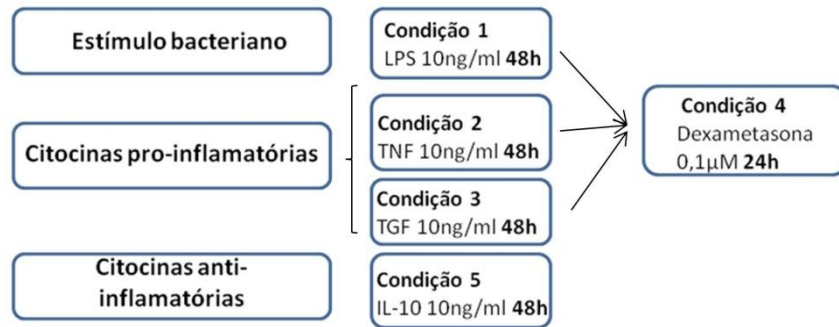 Estímulo bacteriano
Condição 1
LPS 10ng/ml 48h
Citocinas pro-inflamatórias
Condição 2
TNF 10ng/ml 48h
Condição 3
TGF 10ng/ml 48h
Condição 4
Dexametasona
0,1µM 24h
Citocinas anti-
inflamatórias
Condição 5
IL-10 10ng/ml 48h